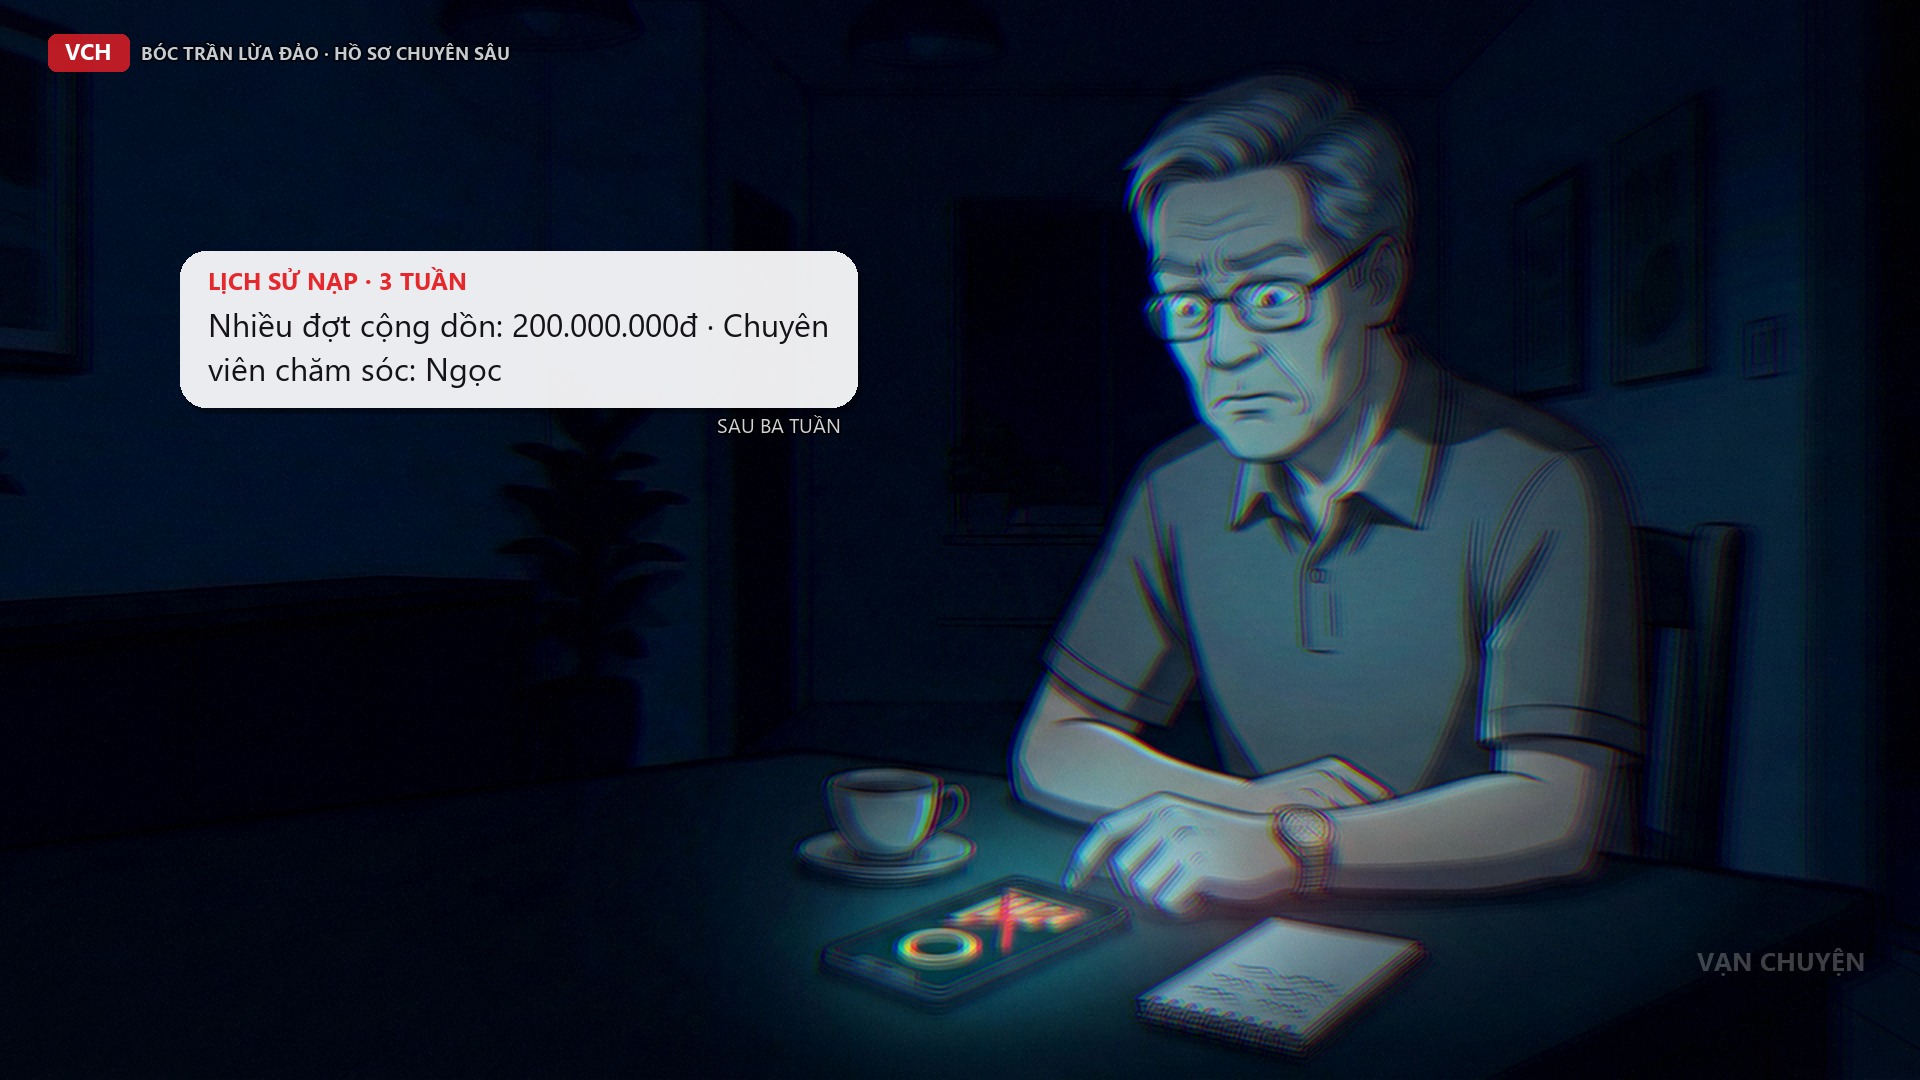 VCH BÓC TRẦN LỪA ĐẢO · HỒ SƠ CHUYÊN SÂU
LỊCH SỬ NẠP · 3 TUẦN
Nhiều đợt cộng dồn: 200.000.000đ · Chuyên
viên chăm sóc: Ngọc
SAU BA TUẦN
VẠN CHUYỆN